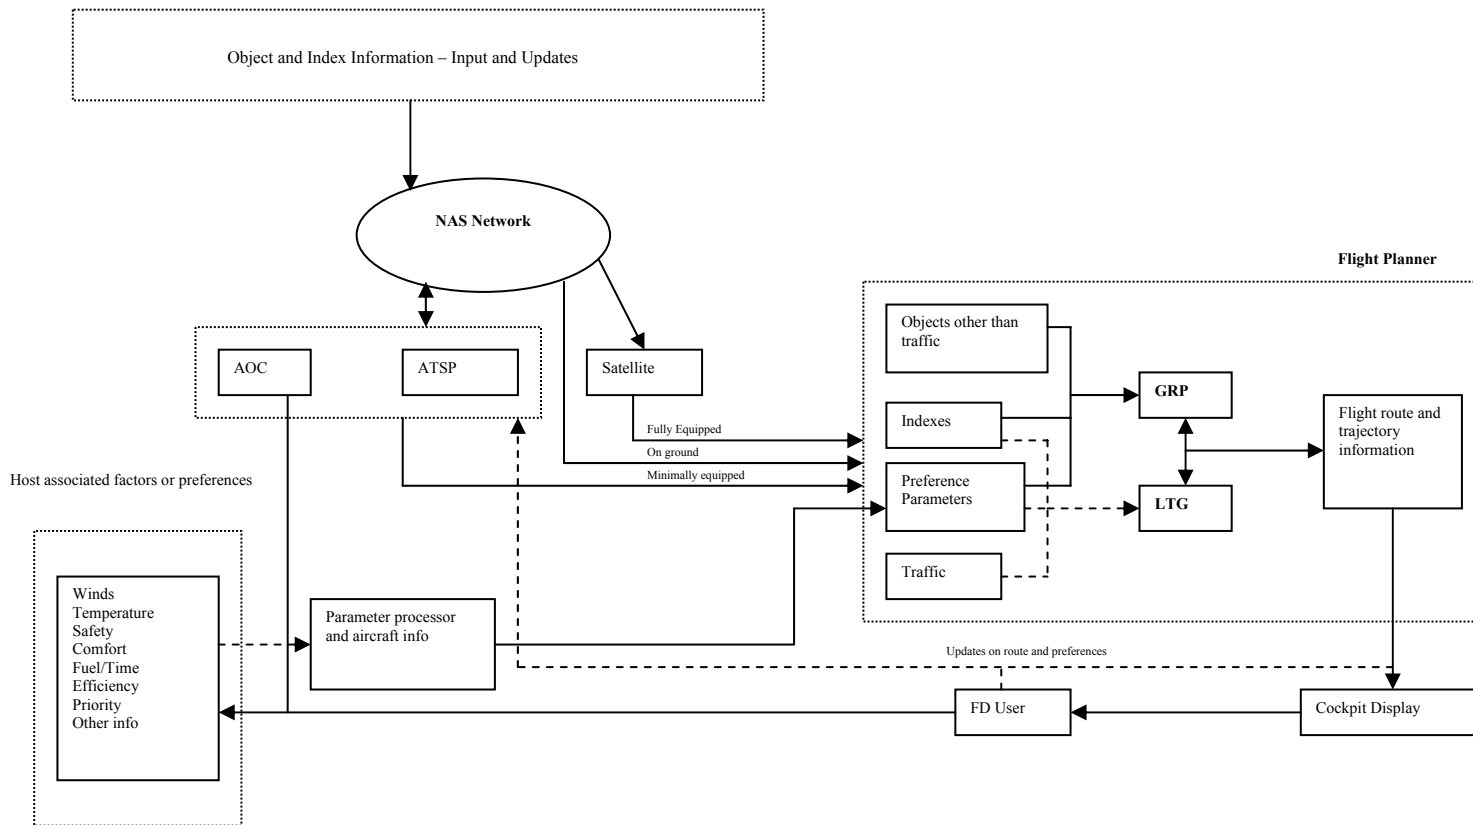 Object and Index Information – Input and Updates
NAS Network
Flight Planner
Objects other than
traffic
AOC
ATSP
Satellite
GRP
Flight route and
trajectory
information
Indexes
Fully Equipped
On ground
Minimally equipped
Preference
Parameters
LTG
Host associated factors or preferences
Traffic
Winds
Temperature
Safety
Comfort
Fuel/Time
Efficiency
Priority
Other info
Parameter processor
and aircraft info
Updates on route and preferences
FD User
Cockpit Display